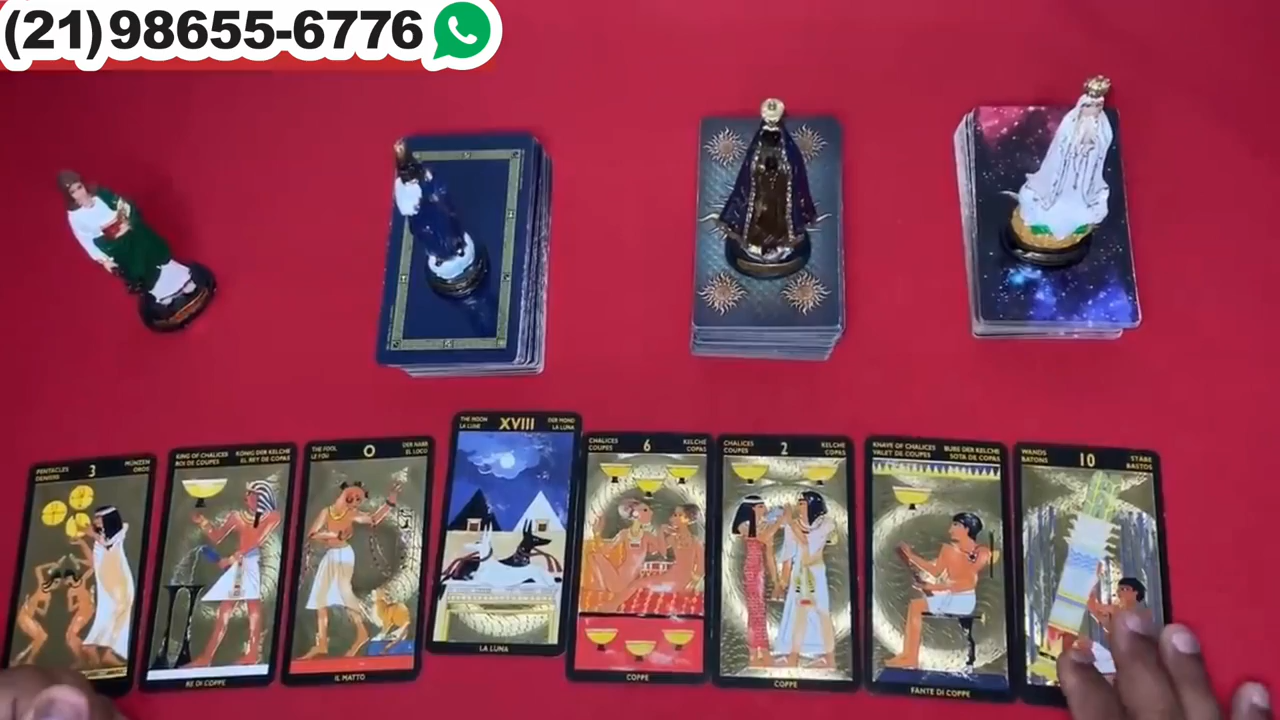 (21)98655-6776
PENTACLES
DENIERS
3
MÜNZEN
OROS
KING OF CHALICES
ROI DE COUPES
KÖNIG DER KELCHE
EL REY DE COPAS
RE DI COPPE
THE FOOL
LE FOU
0
DER NARR
EL LOCO
IL MATTO
THE MOON
LA LUNE
XVIII
DER MOND
LA LUNA
LA LUNA
CHALICES
COUPES
6
KELCHE
COPAS
COPPE
CHALICES
COUPES
2
KELCHE
COPAS
COPPE
KNAVE OF CHALICES
VALET DE COUPES
BUBE DER KELCHE
SOTA DE COPAS
FANTE DI COPPE
WANDS
BATONS
10
STÄBE
BASTOS